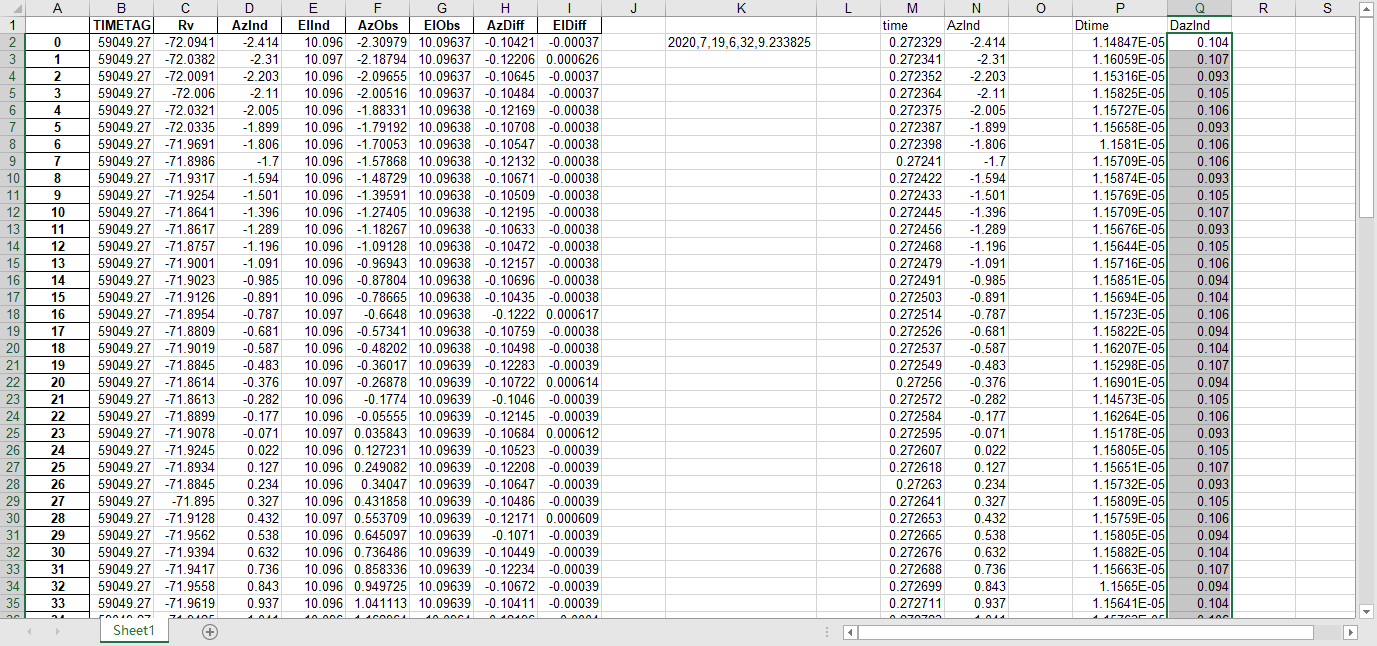 A B C D E F G H I J K L M N O P Q R S
1 TIMETAG Rv AzInd ElInd AzObs ElObs AzDiff ElDiff time AzInd Dtime DazInd
2 0 59049.27 -72.0941 -2.414 10.096 -2.30979 10.09637 -0.10421 -0.00037 2020,7,19,6,32,9.233825 0.272329 -2.414 1.14847E-05 0.104
3 1 59049.27 -72.0382 -2.31 10.097 -2.18794 10.09637 -0.12206 0.000626 0.272341 -2.31 1.16059E-05 0.107
4 2 59049.27 -72.0091 -2.203 10.096 -2.09655 10.09637 -0.10645 -0.00037 0.272352 -2.203 1.15316E-05 0.093
5 3 59049.27 -72.006 -2.11 10.096 -2.00516 10.09637 -0.10484 -0.00037 0.272364 -2.11 1.15825E-05 0.105
6 4 59049.27 -72.0321 -2.005 10.096 -1.88331 10.09638 -0.12169 -0.00038 0.272375 -2.005 1.15727E-05 0.106
7 5 59049.27 -72.0335 -1.899 10.096 -1.79192 10.09638 -0.10708 -0.00038 0.272387 -1.899 1.15658E-05 0.093
8 6 59049.27 -71.9691 -1.806 10.096 -1.70053 10.09638 -0.10547 -0.00038 0.272398 -1.806 1.1581E-05 0.106
9 7 59049.27 -71.8986 -1.7 10.096 -1.57868 10.09638 -0.12132 -0.00038 0.27241 -1.7 1.15709E-05 0.106
10 8 59049.27 -71.9317 -1.594 10.096 -1.48729 10.09638 -0.10671 -0.00038 0.272422 -1.594 1.15874E-05 0.093
11 9 59049.27 -71.9254 -1.501 10.096 -1.39591 10.09638 -0.10509 -0.00038 0.272433 -1.501 1.15769E-05 0.105
12 10 59049.27 -71.8641 -1.396 10.096 -1.27405 10.09638 -0.12195 -0.00038 0.272445 -1.396 1.15709E-05 0.107
13 11 59049.27 -71.8617 -1.289 10.096 -1.18267 10.09638 -0.10633 -0.00038 0.272456 -1.289 1.15676E-05 0.093
14 12 59049.27 -71.8757 -1.196 10.096 -1.09128 10.09638 -0.10472 -0.00038 0.272468 -1.196 1.15644E-05 0.105
15 13 59049.27 -71.9001 -1.091 10.096 -0.96943 10.09638 -0.12157 -0.00038 0.272479 -1.091 1.15716E-05 0.106
16 14 59049.27 -71.9023 -0.985 10.096 -0.87804 10.09638 -0.10696 -0.00038 0.272491 -0.985 1.15851E-05 0.094
17 15 59049.27 -71.9126 -0.891 10.096 -0.78665 10.09638 -0.10435 -0.00038 0.272503 -0.891 1.15694E-05 0.104
18 16 59049.27 -71.8954 -0.787 10.097 -0.6648 10.09638 -0.1222 0.000617 0.272514 -0.787 1.15723E-05 0.106
19 17 59049.27 -71.8809 -0.681 10.096 -0.57341 10.09638 -0.10759 -0.00038 0.272526 -0.681 1.15822E-05 0.094
20 18 59049.27 -71.9019 -0.587 10.096 -0.48202 10.09638 -0.10498 -0.00038 0.272537 -0.587 1.16207E-05 0.104
21 19 59049.27 -71.8845 -0.483 10.096 -0.36017 10.09639 -0.12283 -0.00039 0.272549 -0.483 1.15298E-05 0.107
22 20 59049.27 -71.8614 -0.376 10.097 -0.26878 10.09639 -0.10722 0.000614 0.27256 -0.376 1.16901E-05 0.094
23 21 59049.27 -71.8613 -0.282 10.096 -0.1774 10.09639 -0.1046 -0.00039 0.272572 -0.282 1.14573E-05 0.105
24 22 59049.27 -71.8899 -0.177 10.096 -0.05555 10.09639 -0.12145 -0.00039 0.272584 -0.177 1.16264E-05 0.106
25 23 59049.27 -71.9078 -0.071 10.097 0.035843 10.09639 -0.10684 0.000612 0.272595 -0.071 1.15178E-05 0.093
26 24 59049.27 -71.9245 0.022 10.096 0.127231 10.09639 -0.10523 -0.00039 0.272607 0.022 1.15805E-05 0.105
27 25 59049.27 -71.8934 0.127 10.096 0.249082 10.09639 -0.12208 -0.00039 0.272618 0.127 1.15651E-05 0.107
28 26 59049.27 -71.8845 0.234 10.096 0.34047 10.09639 -0.10647 -0.00039 0.27263 0.234 1.15732E-05 0.093
29 27 59049.27 -71.895 0.327 10.096 0.431858 10.09639 -0.10486 -0.00039 0.272641 0.327 1.15809E-05 0.105
30 28 59049.27 -71.9128 0.432 10.097 0.553709 10.09639 -0.12171 0.000609 0.272653 0.432 1.15759E-05 0.106
31 29 59049.27 -71.9562 0.538 10.096 0.645097 10.09639 -0.1071 -0.00039 0.272665 0.538 1.15805E-05 0.094
32 30 59049.27 -71.9394 0.632 10.096 0.736486 10.09639 -0.10449 -0.00039 0.272676 0.632 1.15882E-05 0.104
33 31 59049.27 -71.9417 0.736 10.096 0.858336 10.09639 -0.12234 -0.00039 0.272688 0.736 1.15663E-05 0.107
34 32 59049.27 -71.9558 0.843 10.096 0.949725 10.09639 -0.10672 -0.00039 0.272699 0.843 1.1565E-05 0.094
35 33 59049.27 -71.9619 0.937 10.096 1.041113 10.09639 -0.10411 -0.00039 0.272711 0.937 1.15641E-05 0.104
Sheet1